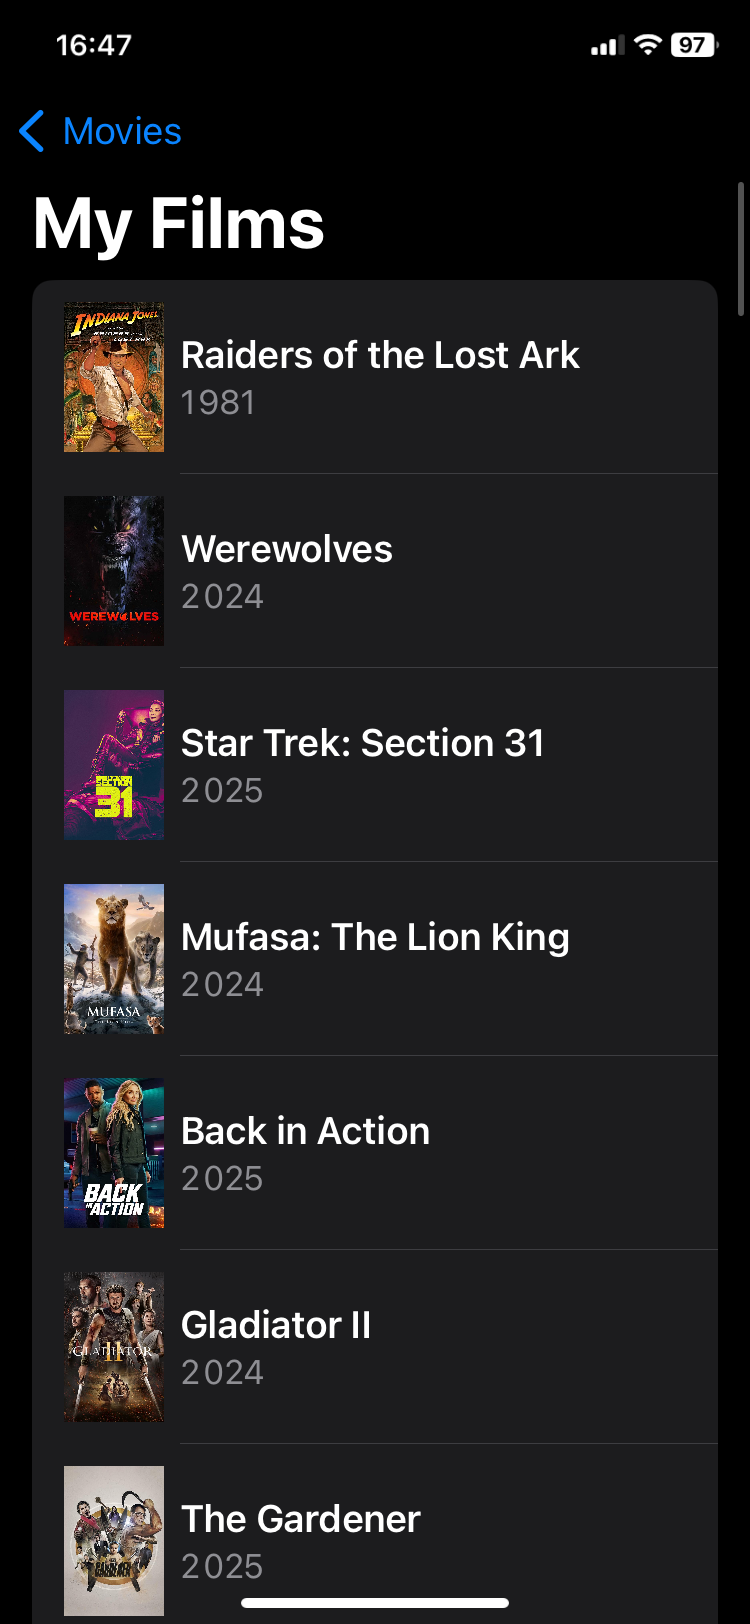 16:47
97
Movies
My Films
INDIANA JONES
Raiders of the Lost Ark
1981
WEREWOLVES
Werewolves
2024
SECTION
31
Star Trek: Section 31
2025
MUFASA
Mufasa: The Lion King
2024
BACK
IN ACTION
Back in Action
2025
GLADIATOR
II
Gladiator II
2024
GARDENER
The Gardener
2025